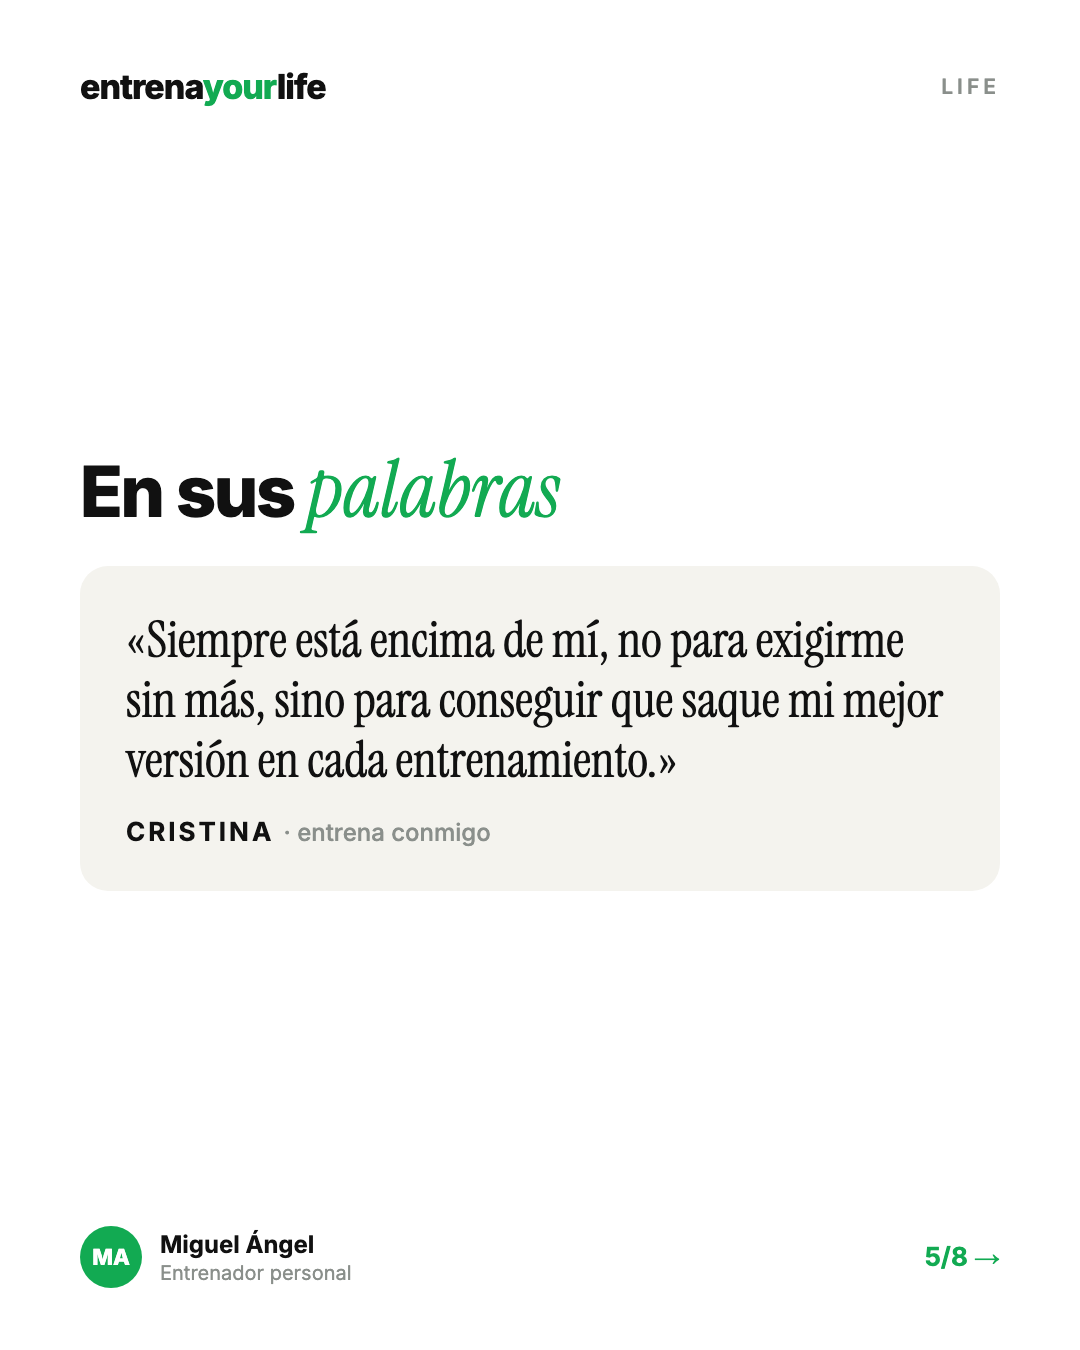 entrenayourlife
LIFE
En sus palabras
«Siempre está encima de mí, no para exigirme
sin más, sino para conseguir que saque mi mejor
versión en cada entrenamiento.»
CRISTINA · entrena conmigo
MA
Miguel Ángel
Entrenador personal
5/8 →